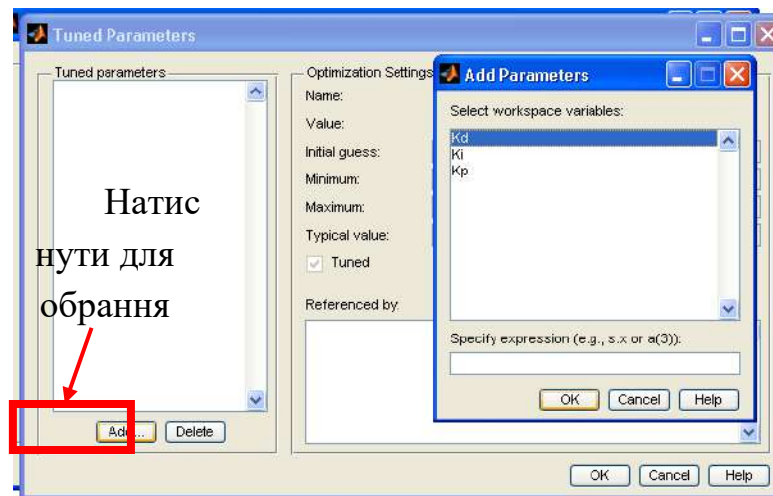 Tuned Parameters
Tuned parameters
Натис
нути для
обрання
Add...
Delete
Optimization Settings
Name:
Value:
Initial guess:
Minimum:
Maximum:
Typical value:
Tuned
Referenced by:
Add Parameters
Select workspace variables:
Kd
Ki
Kp
Specify expression (e.g., s.x or a(3)):
OK
Cancel
Help
OK
Cancel
Help